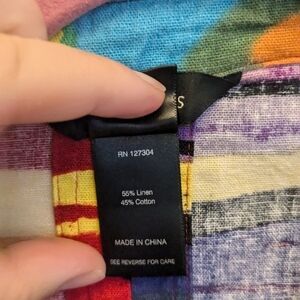 S
RN 127304
55% Linen
45% Cotton
MADE IN CHINA
SEE REVERSE FOR CARE